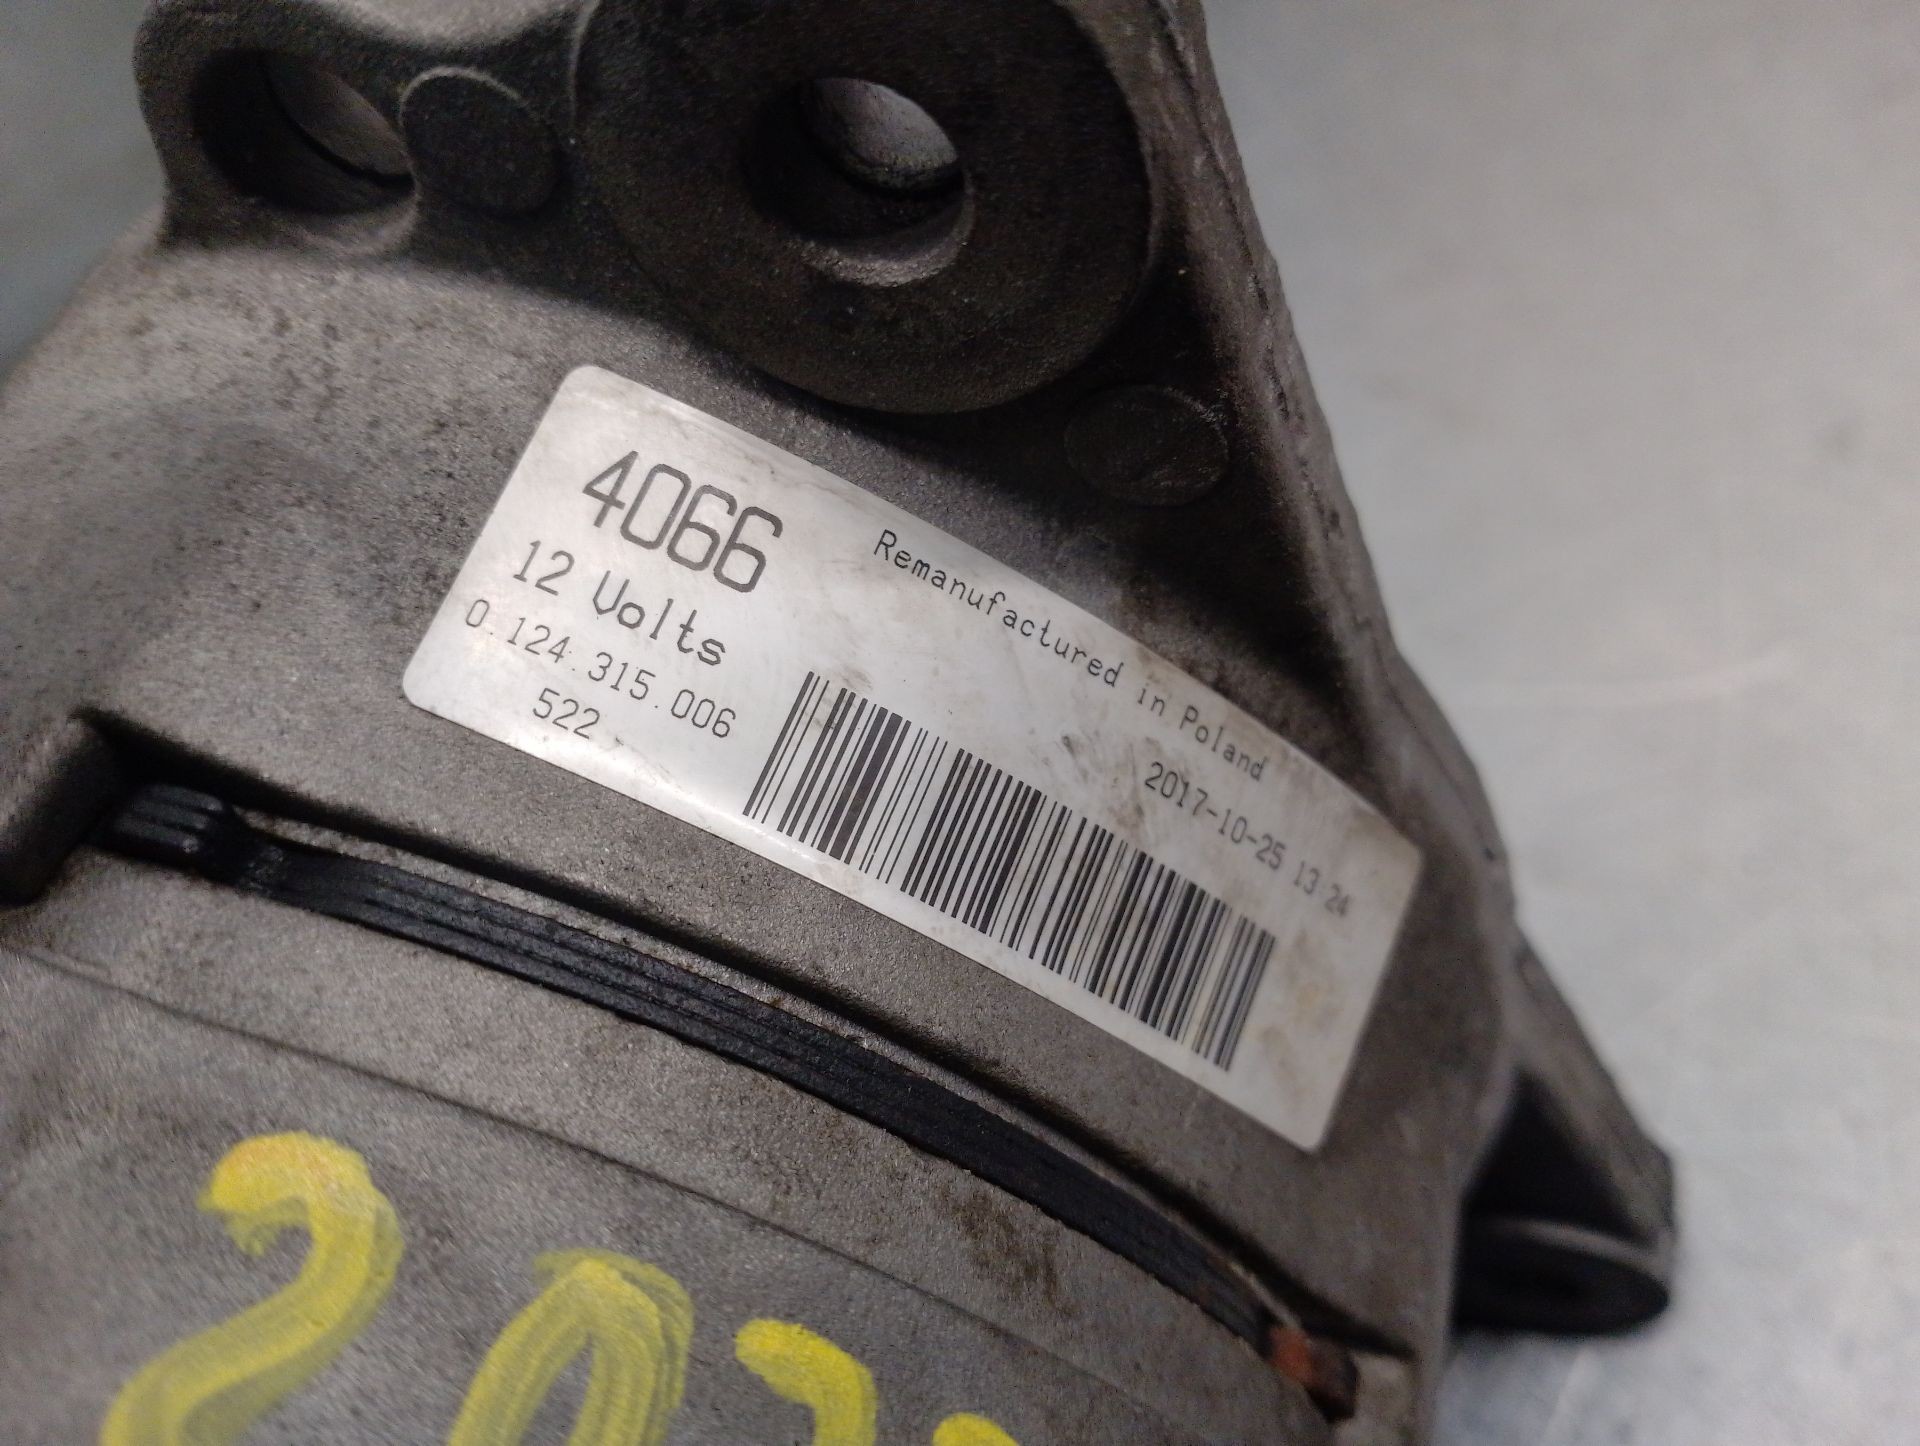 4066
12 Volts
0.124.315.006
522
Remanufactured in Poland
2017-10-25 13:24